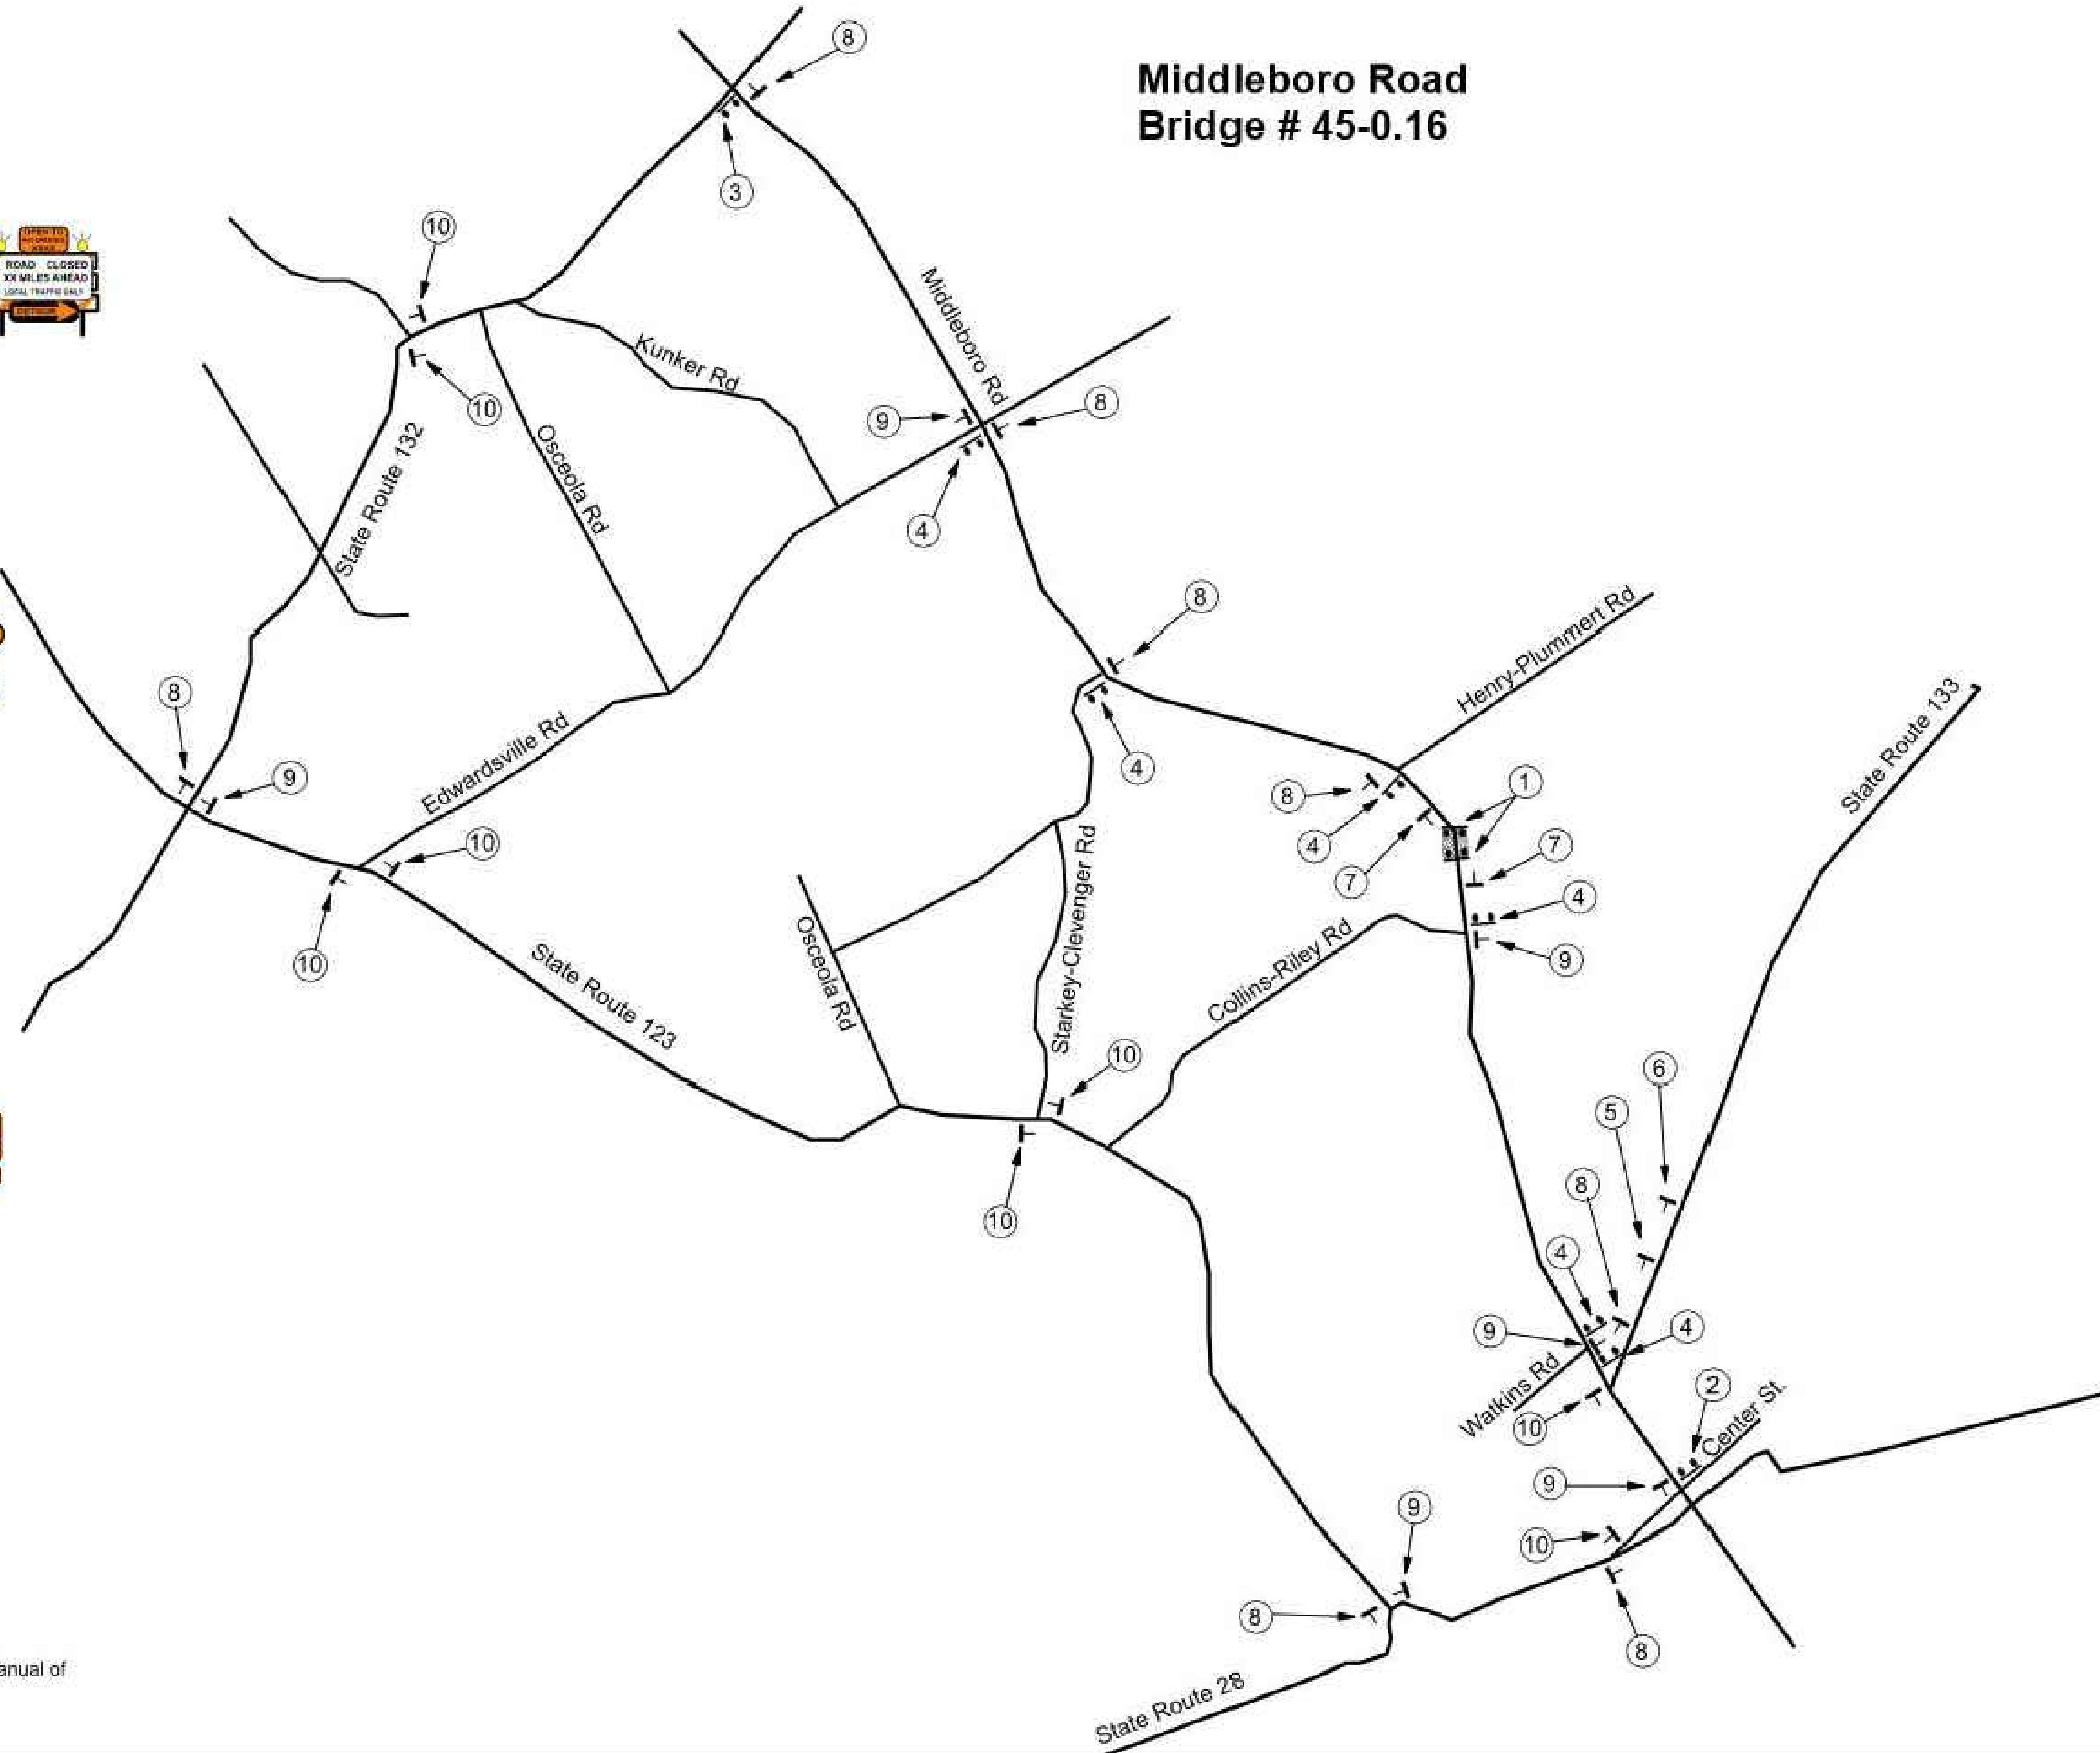 Middleboro Road
Bridge # 45-0.16
8
3
10
OPEN TO
ROAD CLOSED
XX MILES AHEAD
LOCAL TRAFFIC ONLY
DETOUR
10
Kunker Rd
Middleboro Rd
State Route 132
Osceola Rd
9
8
4
8
Henry-Plummert Rd
State Route 133
8
9
Edwardsville Rd
4
10
10
8
4
7
1
7
4
9
State Route 123
Osceola Rd
Starkey-Clevenger Rd
Collins-Riley Rd
10
10
6
5
8
4
9
4
Watkins Rd
10
2
Center St.
9
9
10
8
8
State Route 28
anual of